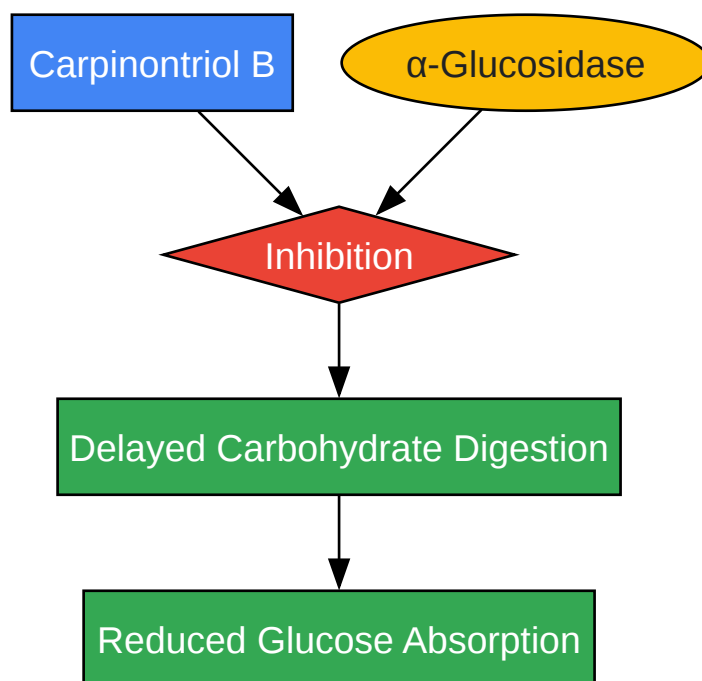 Carpinontriol B
α-Glucosidase
Inhibition
Delayed Carbohydrate Digestion
Reduced Glucose Absorption